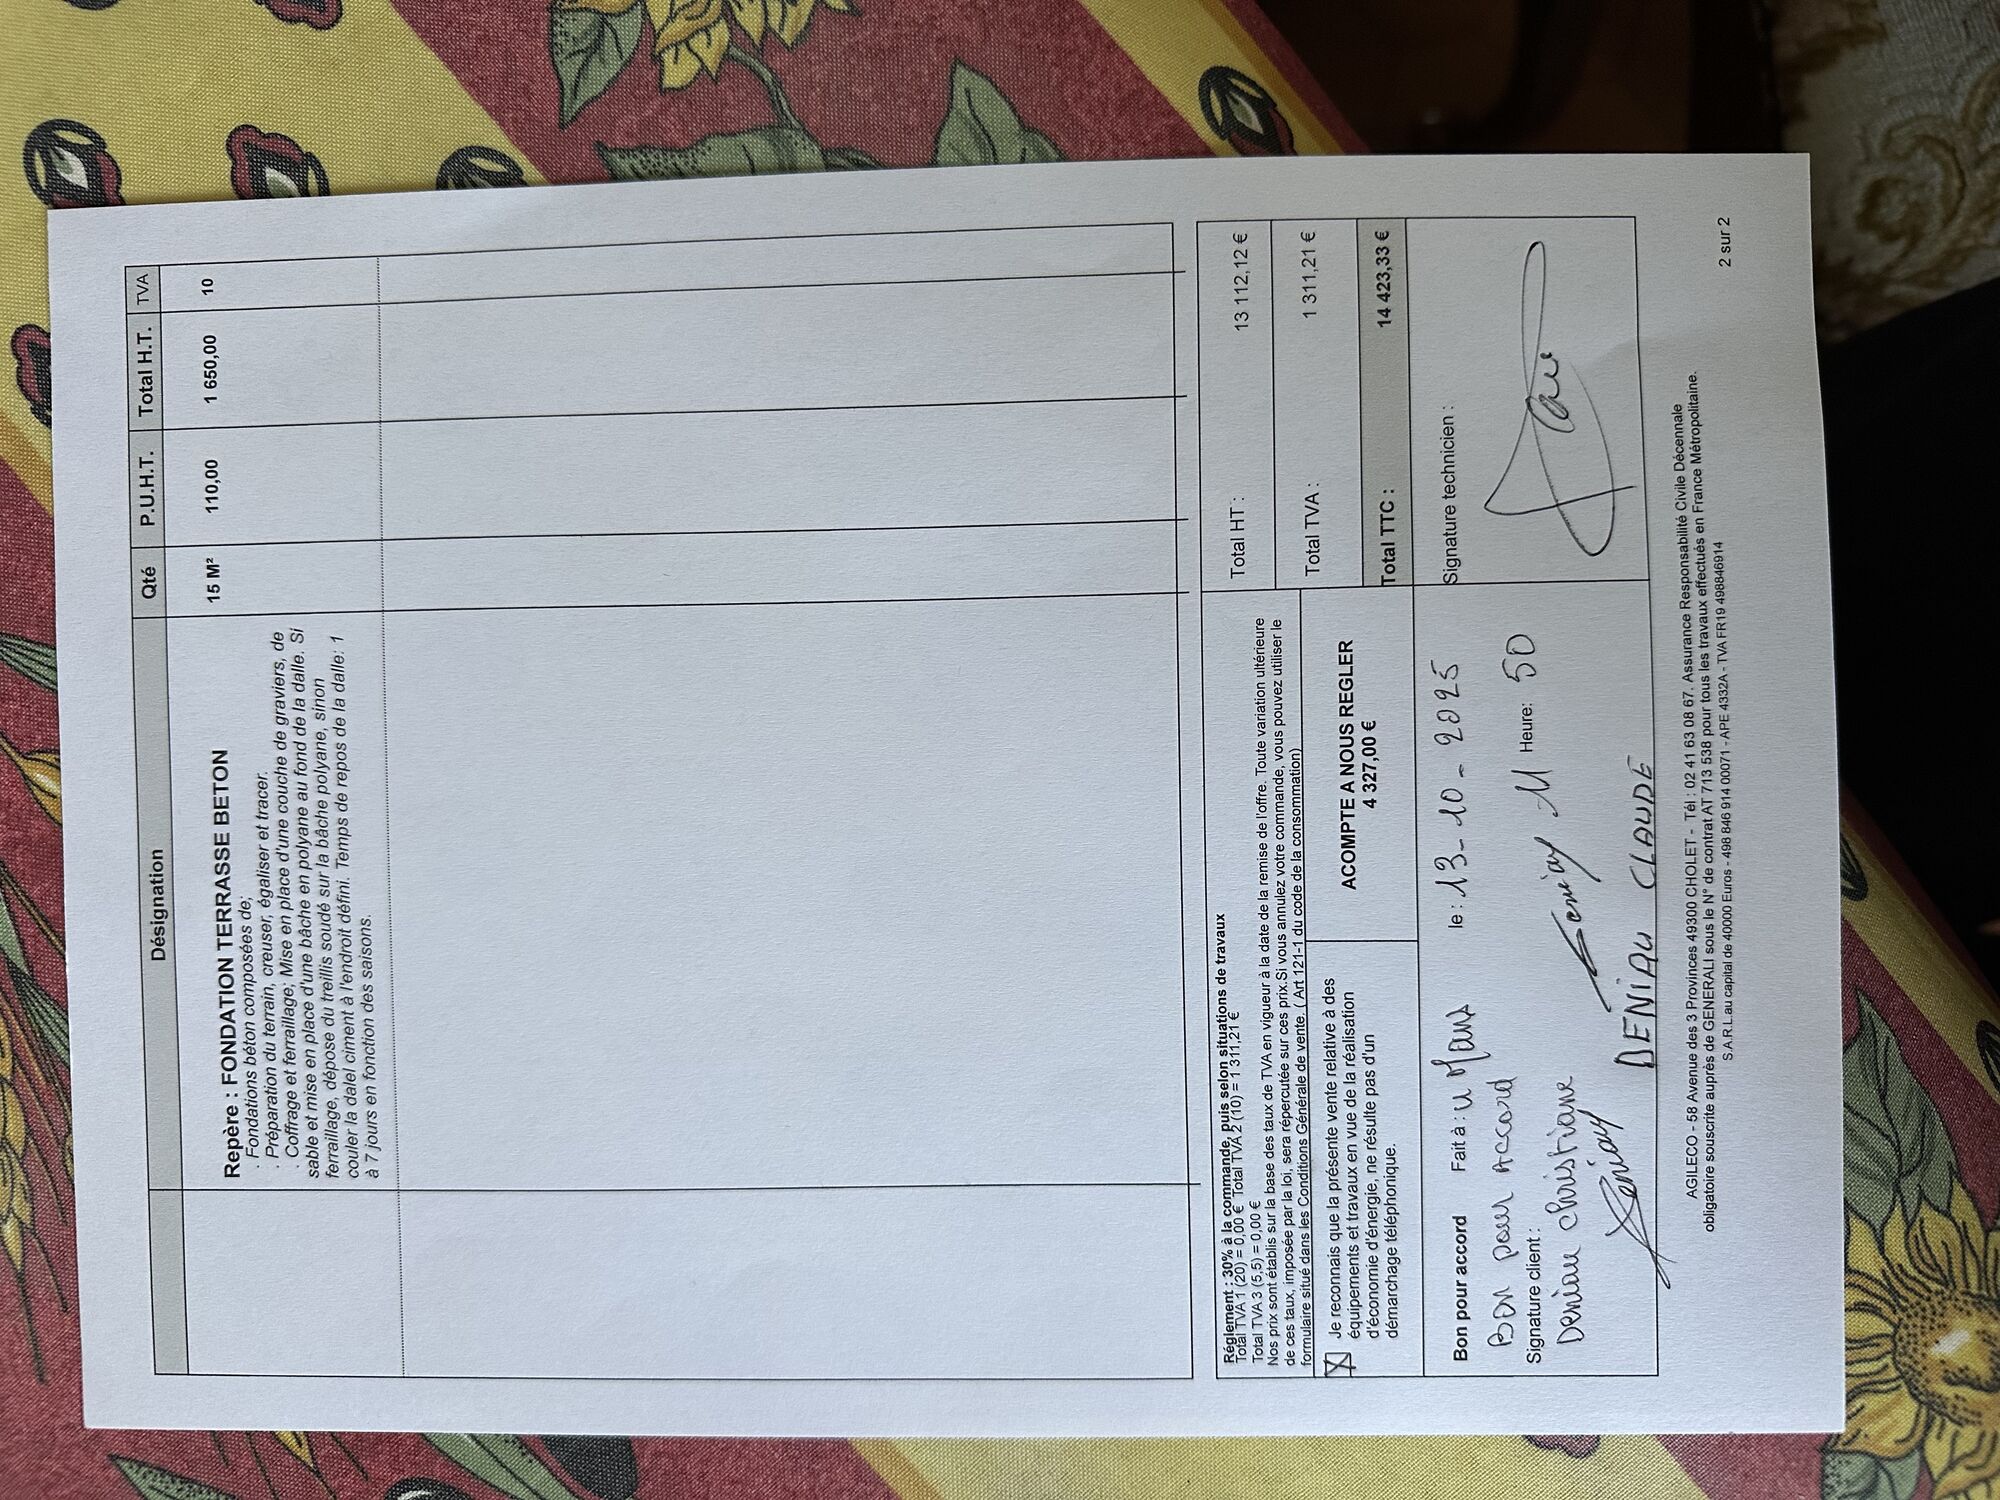 Désignation Qté P.U.H.T. Total H.T. TVA
Repère : FONDATION TERRASSE BETON 15 M² 110,00 1 650,00 10
· Fondations béton composées de;
· Préparation du terrain, creuser, égaliser et tracer.
· Coffrage et ferraillage; Mise en place d'une couche de graviers, de
sable et mise en place d'une bâche en polyane au fond de la dalle. Si
ferraillage, dépose du treillis soudé sur la bâche polyane, sinon
couler la dalel ciment à l'endroit défini. Temps de repos de la dalle: 1
à 7 jours en fonction des saisons.
Réglement : 30% à la commande, puis selon situations de travaux
Total TVA 1 (20) = 0,00 € Total TVA 2 (10) = 1 311,21 €
Total TVA 3 (5,5) = 0,00 €
Nos prix sont établis sur la base des taux de TVA en vigueur à la date de la remise de l'offre. Toute variation ultérieure
de ces taux, imposée par la loi, sera répercutée sur ces prix.Si vous annulez votre commande, vous pouvez utiliser le
formulaire situé dans les Conditions Générale de vente. ( Art 121-1 du code de la consommation)
Total HT : 13 112,12 €
Total TVA : 1 311,21 €
Total TTC : 14 423,33 €
X Je reconnais que la présente vente relative à des
équipements et travaux en vue de la réalisation
d'économie d'énergie, ne résulte pas d'un
démarchage téléphonique.
ACOMPTE A NOUS REGLER
4 327,00 €
Bon pour accord Fait à : Le Mans le : 13-10-2025
Bon pour Accord 11 Heure: 50
Signature client :
Deniau Christiane
DENIAU CLAUDE
Signature technicien :
AGILECO - 58 Avenue des 3 Provinces 49300 CHOLET - Tél : 02 41 63 08 67. Assurance Responsabilité Civile Décennale
obligatoire souscrite auprès de GENERALI sous le N° de contrat AT 713 538 pour tous les travaux effectués en France Métropolitaine.
S.A.R.L.au capital de 40000 Euros - 498 846 914 00071 - APE 4332A - TVA FR19 498846914
2 sur 2